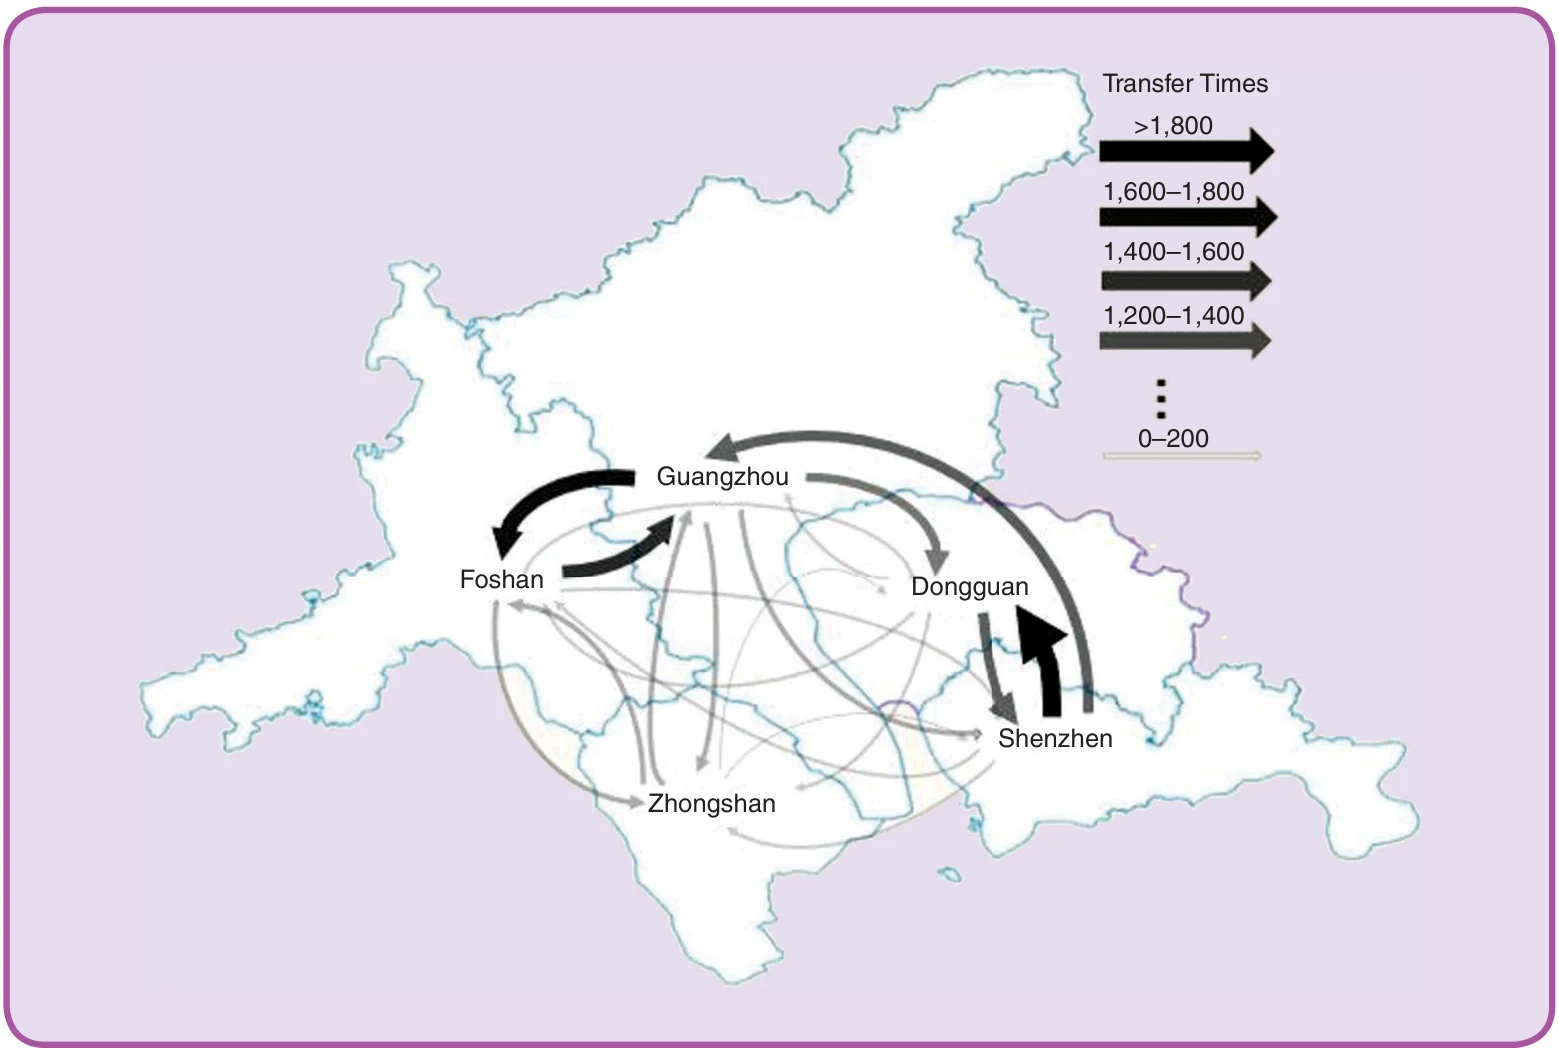 Transfer Times
>1,800
1,600–1,800
1,400–1,600
1,200–1,400
0–200
Guangzhou
Foshan
Dongguan
Shenzhen
Zhongshan